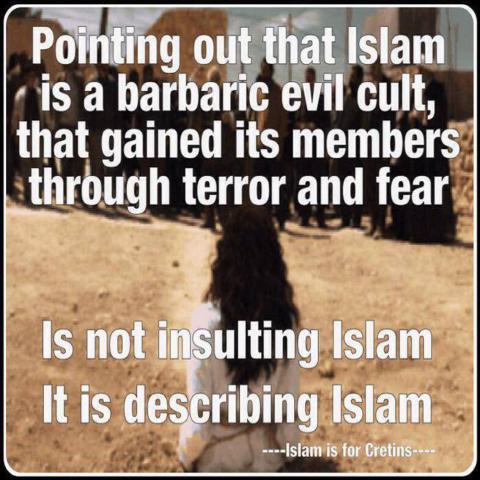 Pointing out that Islam
is a barbaric evil cult,
that gained its members
through terror and fear
Is not insulting Islam
It is describing Islam
----Islam is for Cretins----